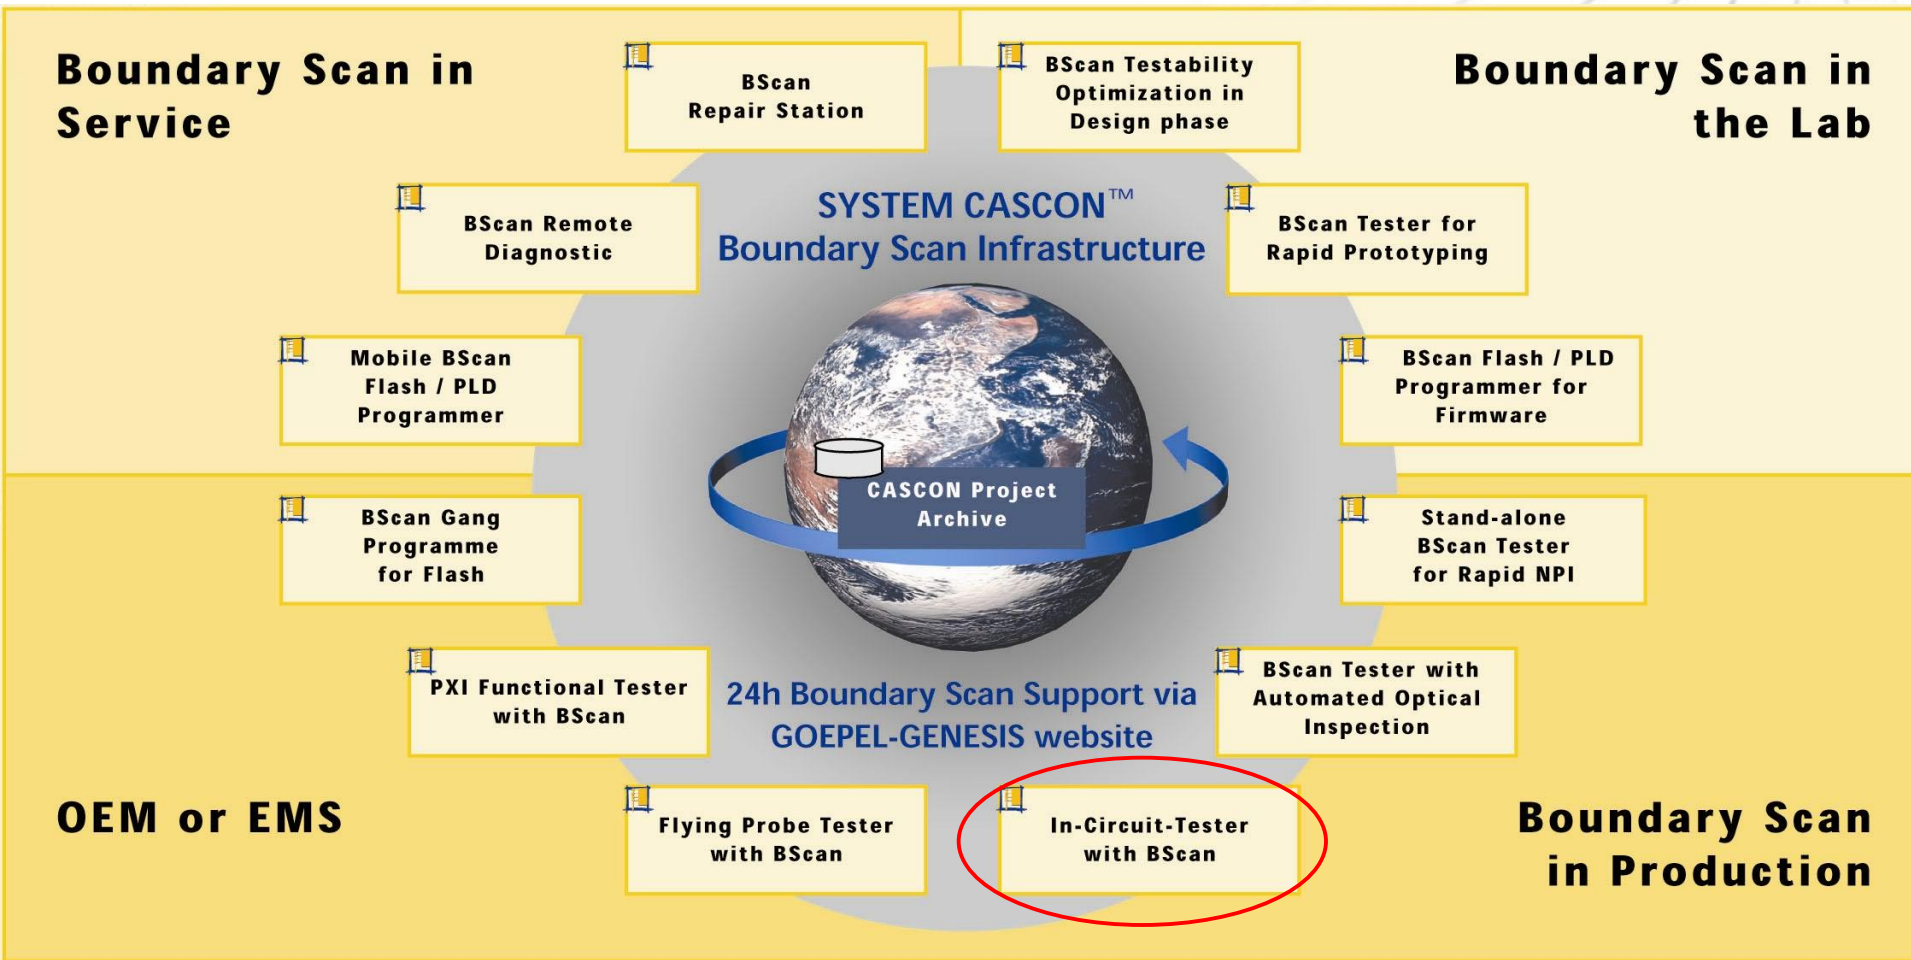 Boundary Scan in
Service
BScan
Repair Station
BScan Testability
Optimization in
Design phase
Boundary Scan in
the Lab
BScan Remote
Diagnostic
SYSTEM CASCON™
Boundary Scan Infrastructure
BScan Tester for
Rapid Prototyping
Mobile BScan
Flash / PLD
Programmer
BScan Flash / PLD
Programmer for
Firmware
CASCON Project
Archive
BScan Gang
Programme
for Flash
Stand-alone
BScan Tester
for Rapid NPI
PXI Functional Tester
with BScan
24h Boundary Scan Support via
GOEPEL-GENESIS website
BScan Tester with
Automated Optical
Inspection
OEM or EMS
Flying Probe Tester
with BScan
In-Circuit-Tester
with BScan
Boundary Scan
in Production